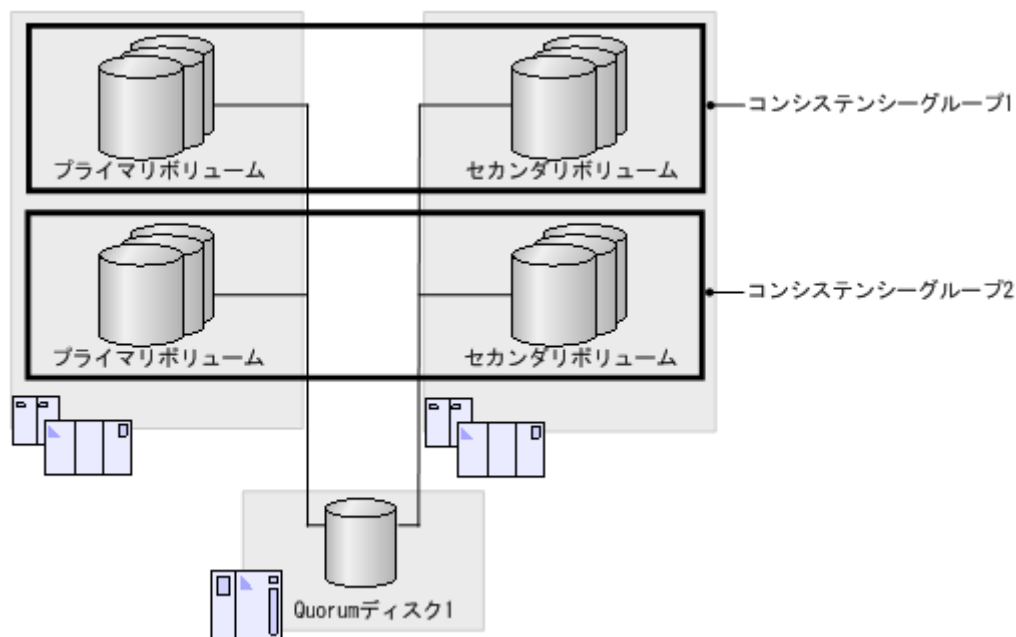 プライマリボリューム
セカンダリボリューム
コンシステンシーグループ1
プライマリボリューム
セカンダリボリューム
コンシステンシーグループ2
Quorumディスク1